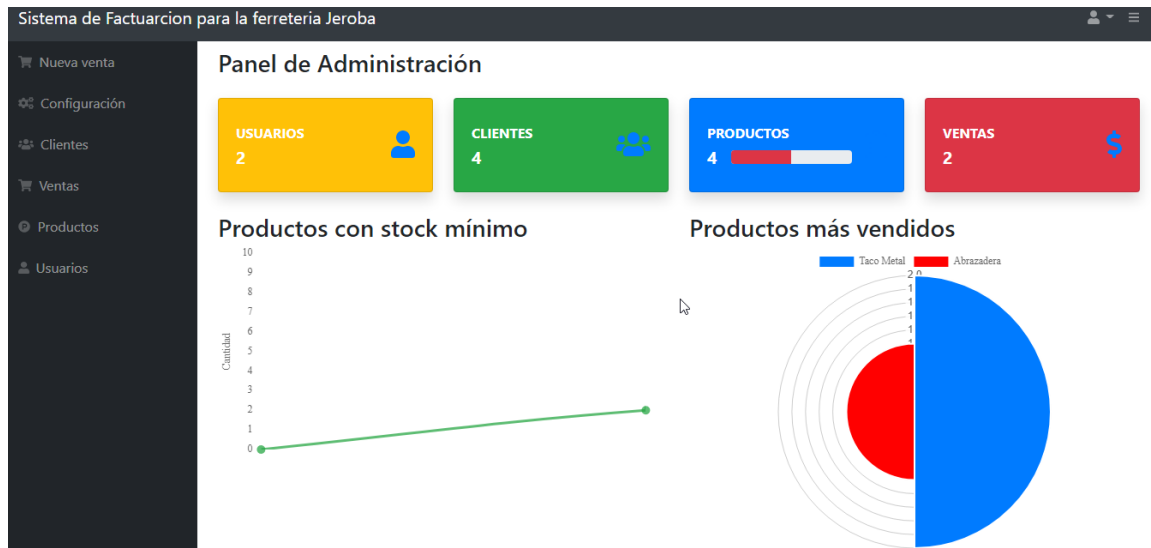 Sistema de Factuarcion para la ferreteria Jeroba
Nueva venta
Configuración
Clientes
Ventas
Productos
Usuarios
Panel de Administración
USUARIOS
2
CLIENTES
4
PRODUCTOS
4
VENTAS
2
Productos con stock mínimo
10
9
8
7
6
5
4
3
2
1
0
Cantidad
Productos más vendidos
Taco Metal Abrazadera
2.0
1
1
1
1